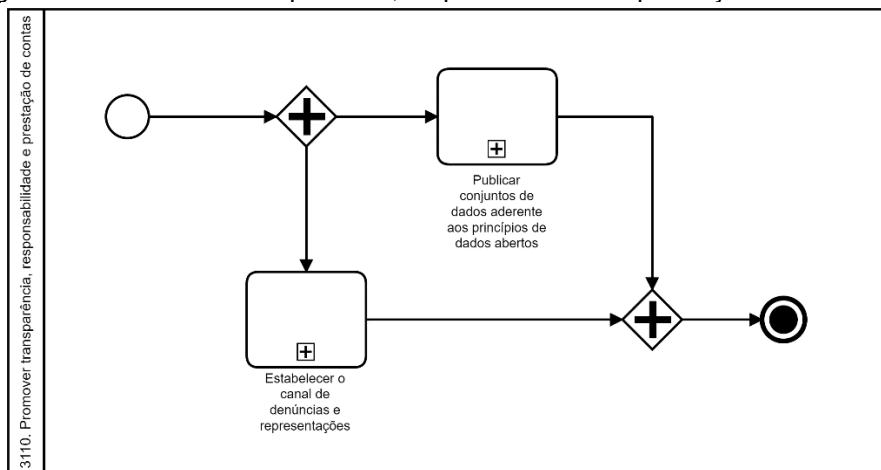 3110. Promover transparência, responsabilidade e prestação de contas
Publicar
conjuntos de
dados aderente
aos princípios de
dados abertos
Estabelecer o
canal de
denúncias e
representações